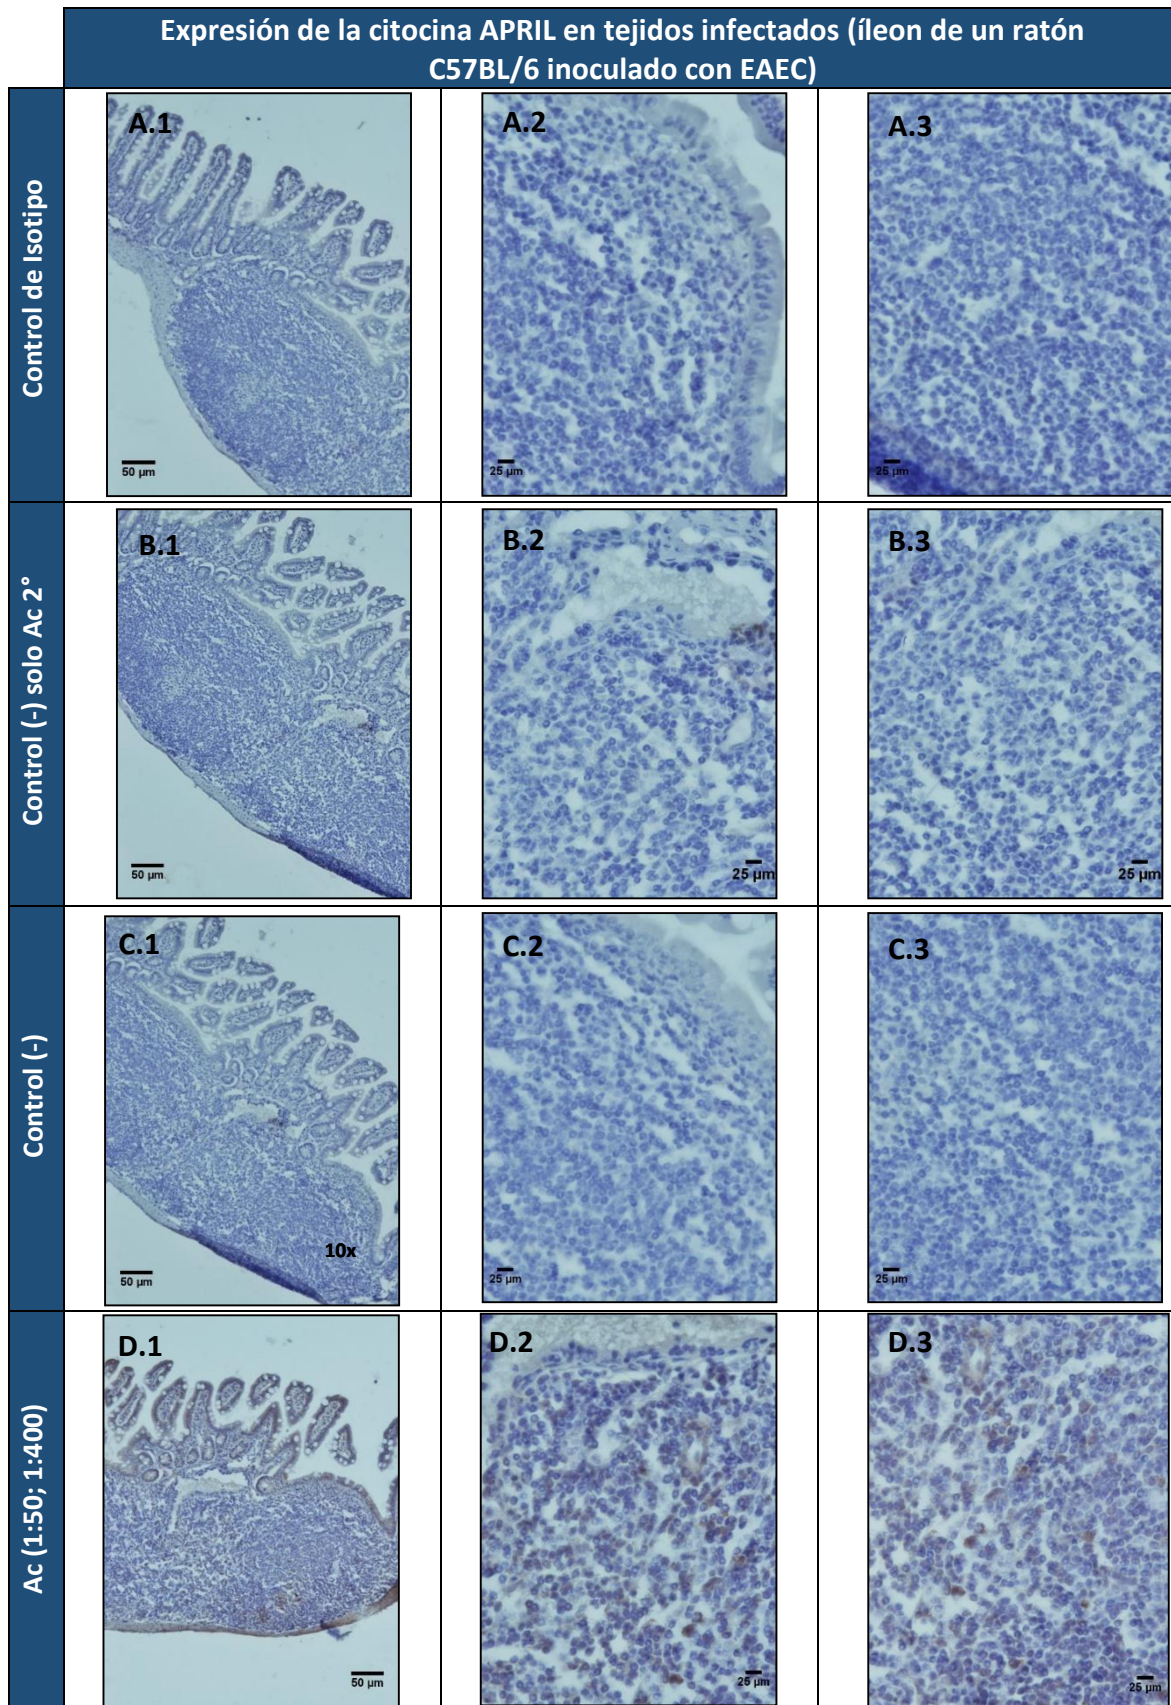 Expresión de la citocina APRIL en tejidos infectados (íleon de un ratón
C57BL/6 inoculado con EAEC)
Control de Isotipo
A.1
50 µm
A.2
25 µm
A.3
25 µm
Control (-) solo Ac 2°
B.1
50 µm
B.2
25 µm
B.3
25 µm
Control (-)
C.1
10x
50 µm
C.2
25 µm
C.3
25 µm
Ac (1:50; 1:400)
D.1
50 µm
D.2
25 µm
D.3
25 µm